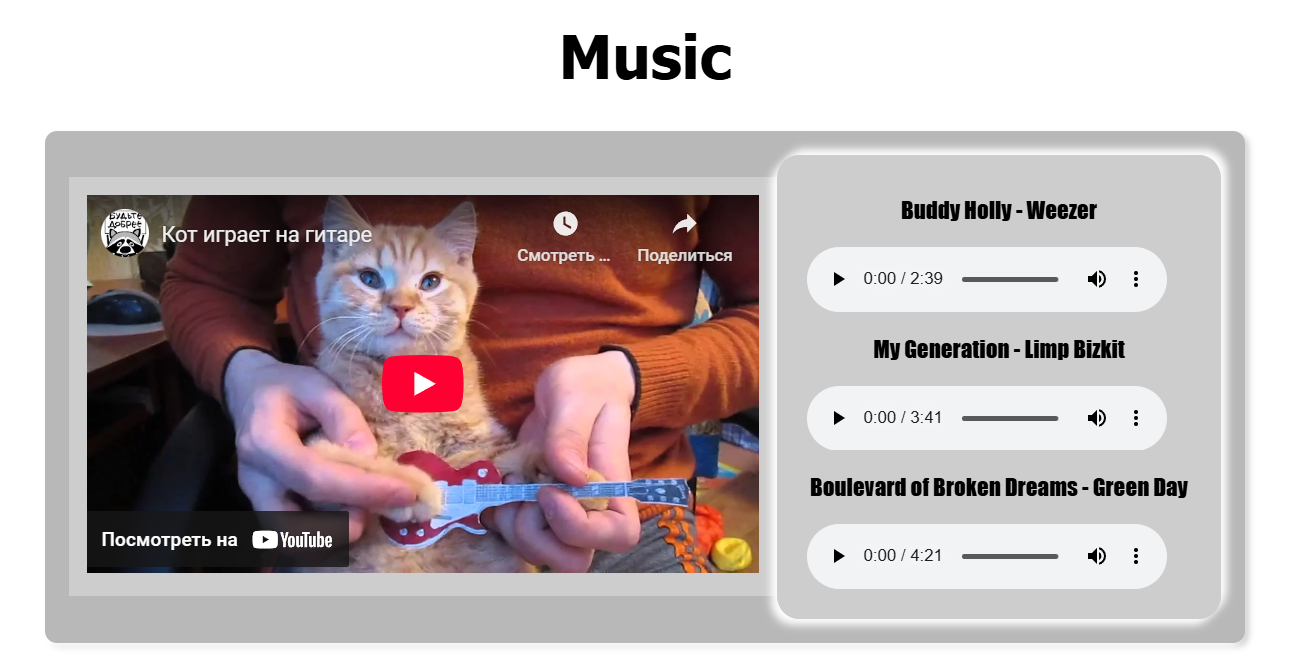 Music
БУДЬТЕ
ДОБРЕЕ
Кот играет на гитаре
Смотреть ...
Поделиться
Посмотреть на YouTube
Buddy Holly - Weezer
0:00 / 2:39
My Generation - Limp Bizkit
0:00 / 3:41
Boulevard of Broken Dreams - Green Day
0:00 / 4:21